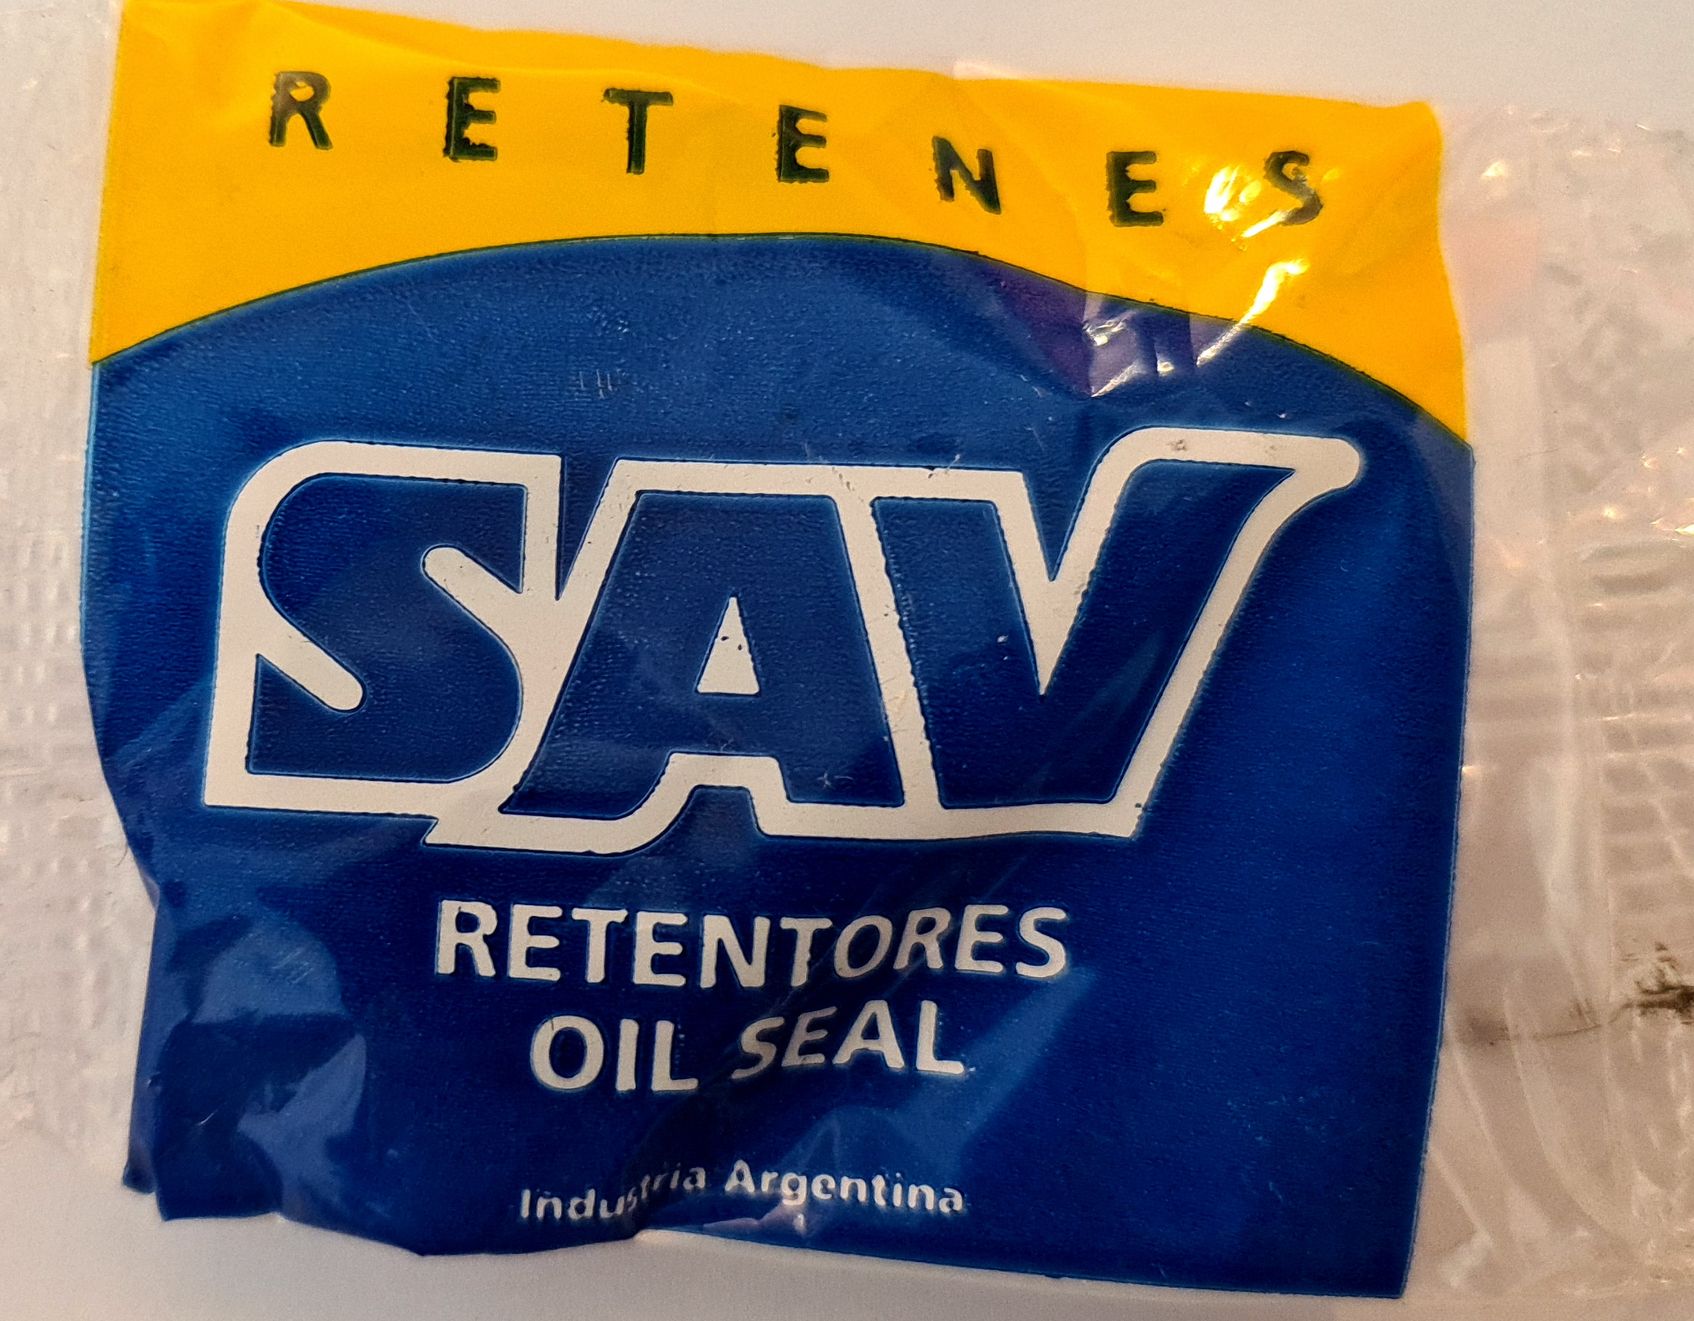 RETENES
SAV
RETENTORES
OIL SEAL
Industria Argentina